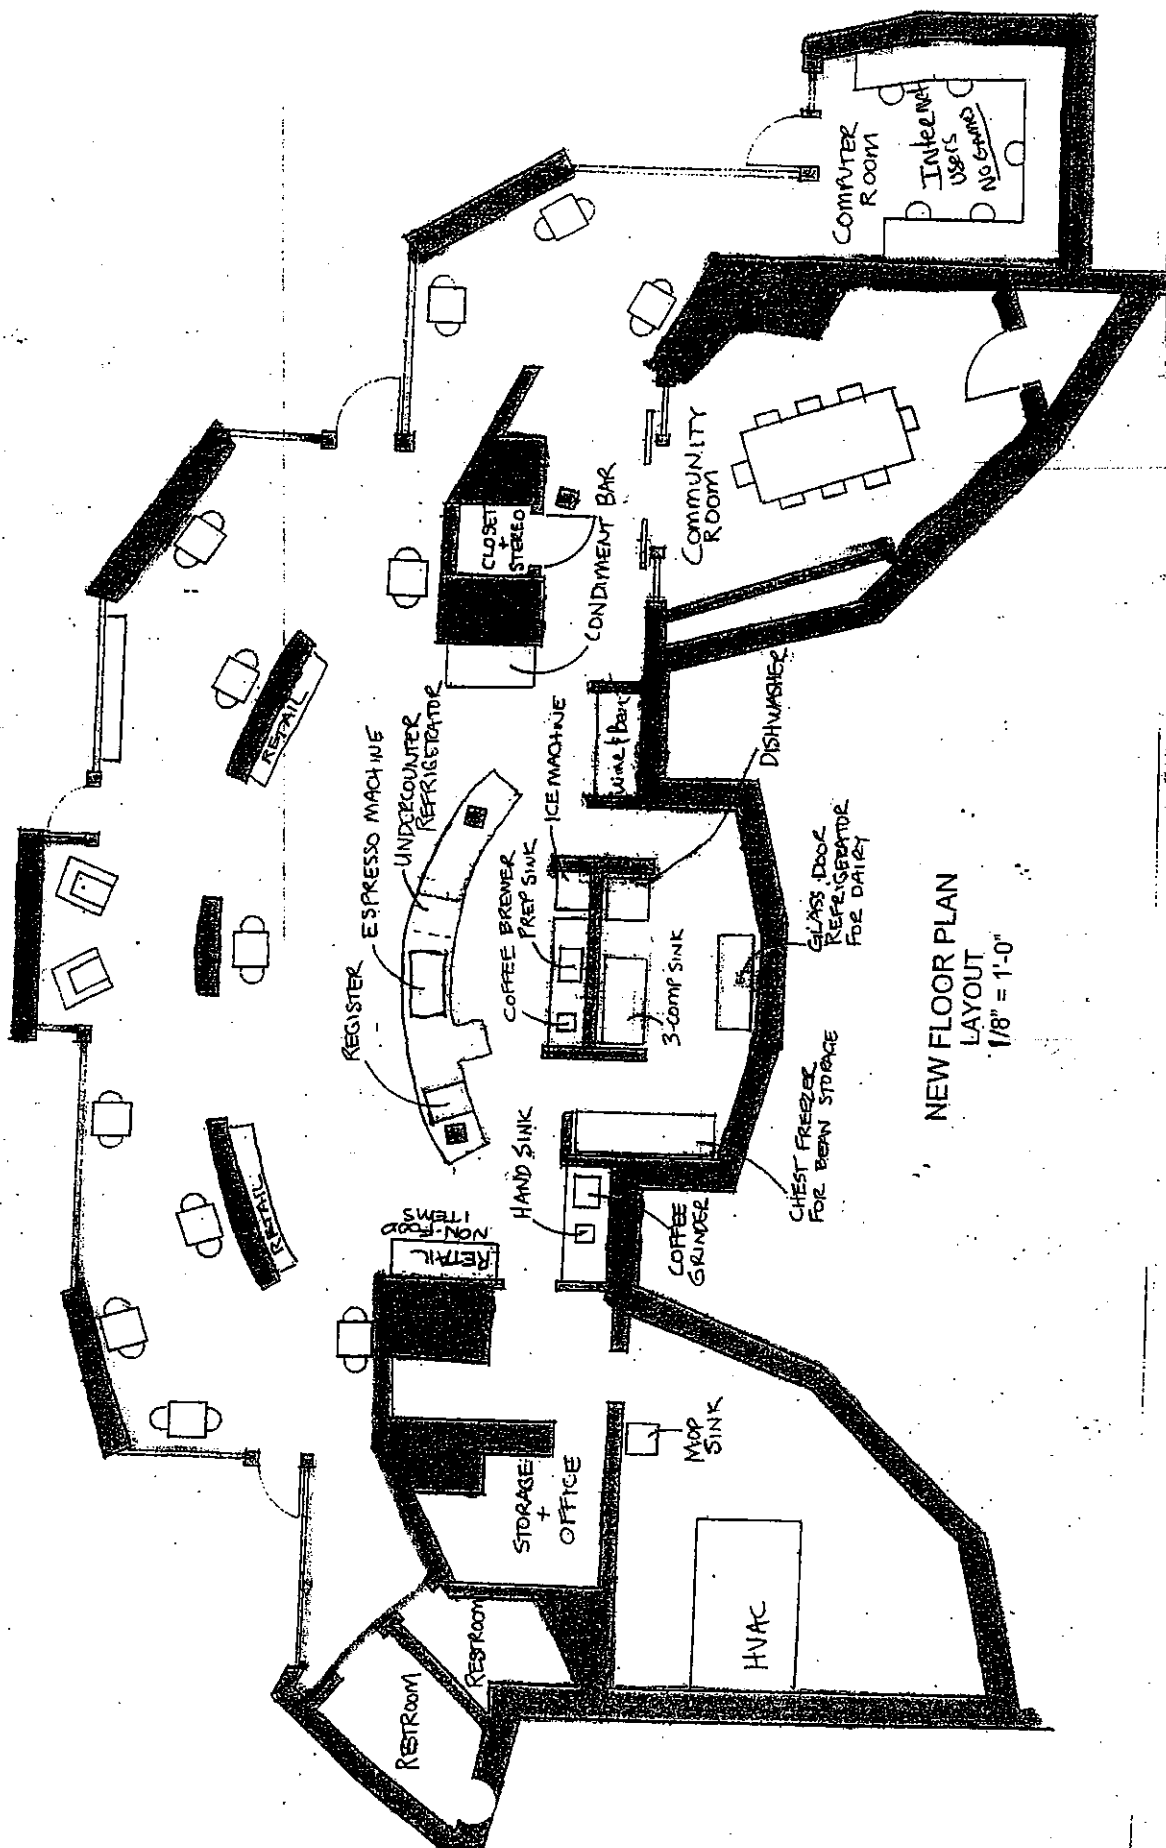 RESTROOM
RESTROOM
STORAGE
+
OFFICE
HVAC
MOP
SINK
RETAIL
RETAIL
NON-FOOD
ITEMS
HAND SINK
COFFEE
GRINDER
CHEST FREEZER
FOR BEAN STORAGE
REGISTER
ESPRESSO MACHINE
UNDERCOUNTER
REFRIGERATOR
COFFEE BREWER
PREP SINK
ICE MACHINE
3-COMP SINK
GLASS DOOR
REFRIGERATOR
FOR DAIRY
DISHWASHER
Wine & Beer
RETAIL
CLOSET
+
STEREO
CONDIMENT BAR
COMMUNITY
ROOM
COMPUTER
ROOM
Internet
Users
NO GAMES
NEW FLOOR PLAN
LAYOUT
1/8" = 1'-0"